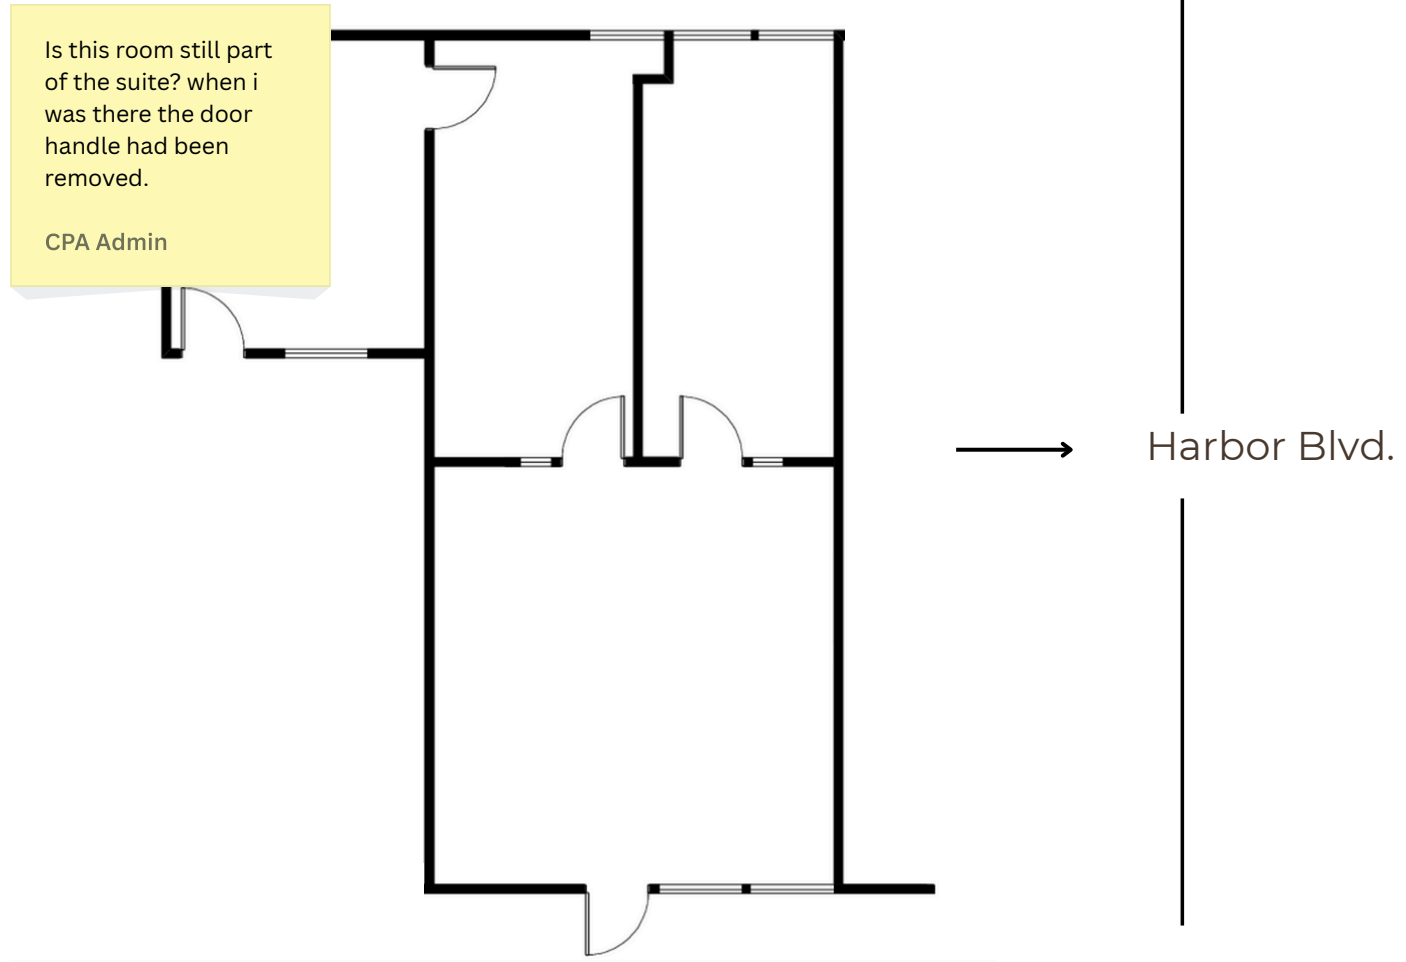 Is this room still part
of the suite? when i
was there the door
handle had been
removed.
CPA Admin
Harbor Blvd.